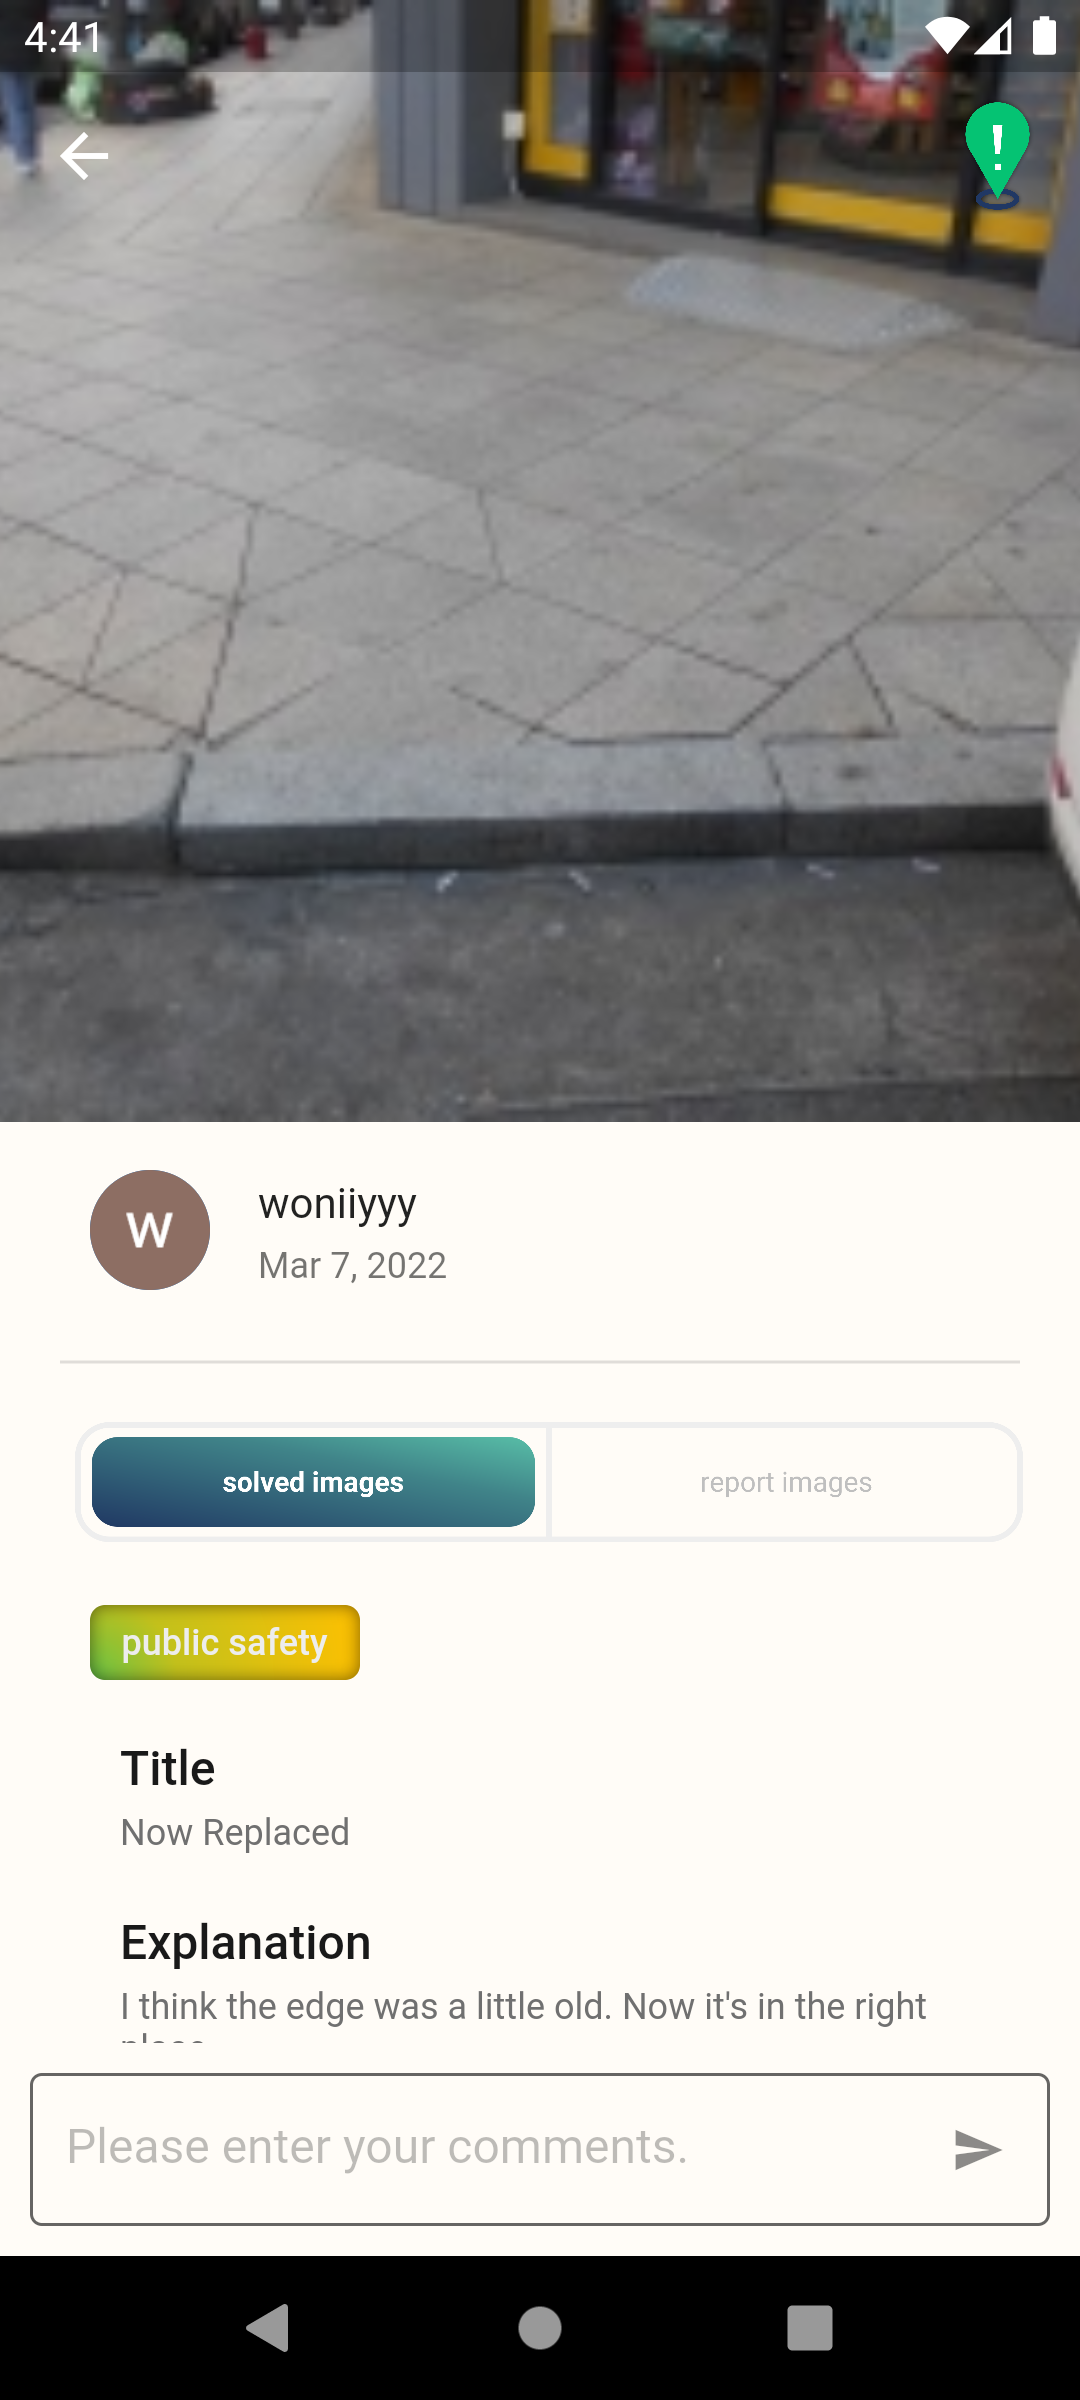 4:41
woniiyyy
W
Mar 7, 2022
solved images
report images
public safety
Title
Now Replaced
Explanation
I think the edge was a little old. Now it's in the right
place
Please enter your comments.